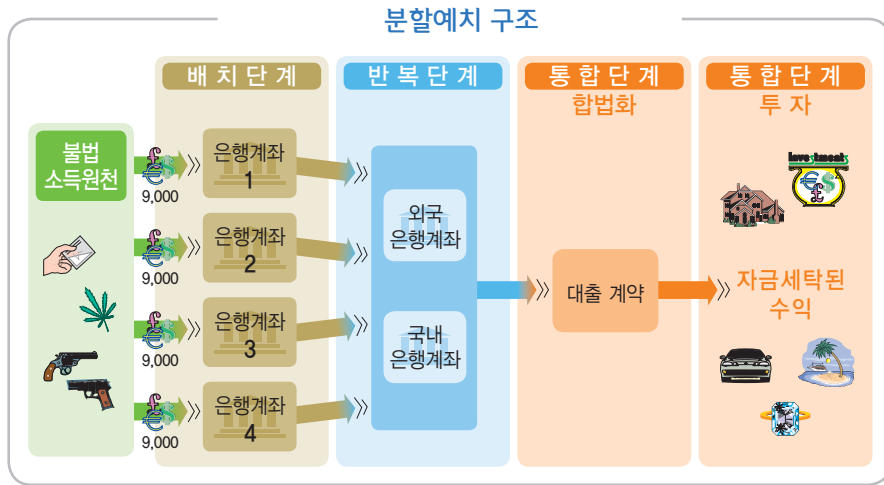 분할예치 구조
배치단계
반복단계
통합단계
합법화
통합단계
투자
불법
소득원천
9,000
9,000
9,000
9,000
은행계좌
1
은행계좌
2
은행계좌
3
은행계좌
4
외국
은행계좌
국내
은행계좌
대출 계약
Investments
자금세탁된
수익